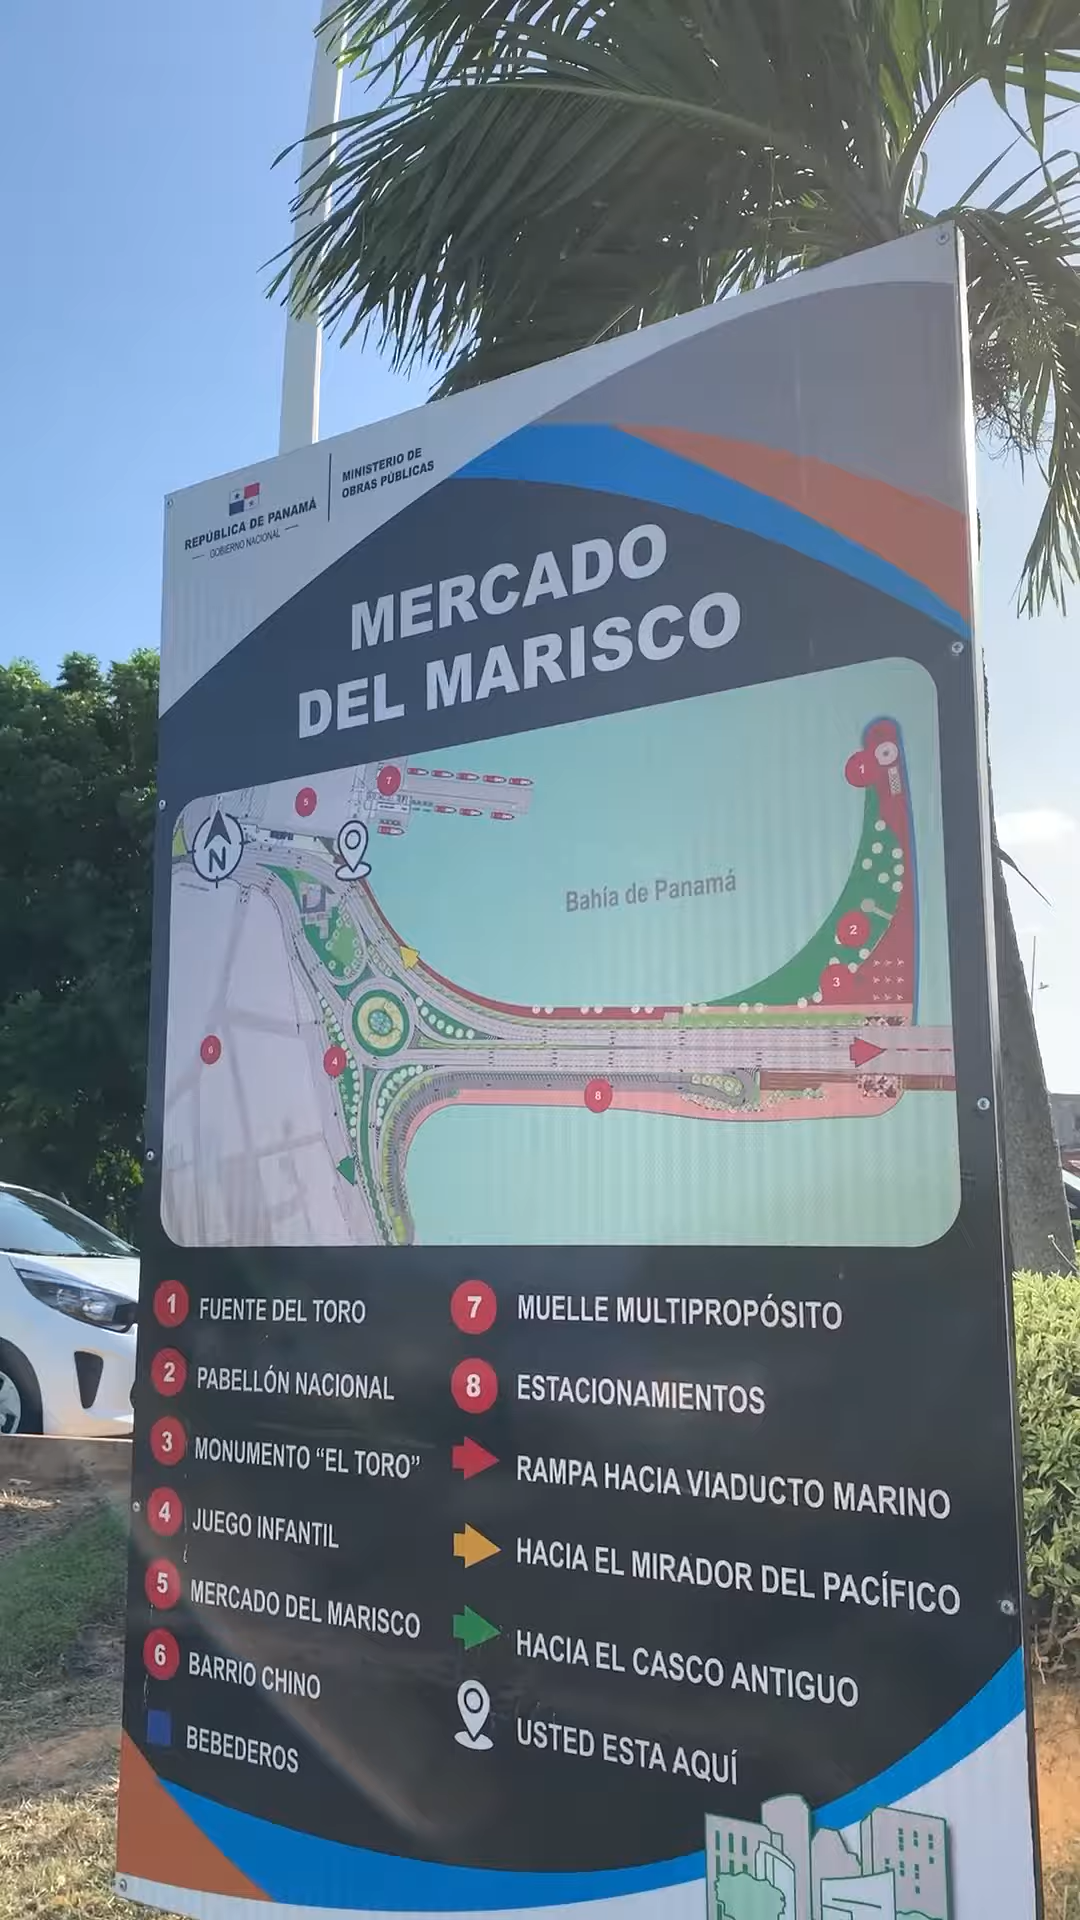 REPÚBLICA DE PANAMÁ
GOBIERNO NACIONAL
MINISTERIO DE
OBRAS PÚBLICAS
MERCADO
DEL MARISCO
N
5
7
1
Bahía de Panamá
2
3
6
4
8
1 FUENTE DEL TORO
2 PABELLÓN NACIONAL
3 MONUMENTO “EL TORO”
4 JUEGO INFANTIL
5 MERCADO DEL MARISCO
6 BARRIO CHINO
BEBEDEROS
7 MUELLE MULTIPROPÓSITO
8 ESTACIONAMIENTOS
RAMPA HACIA VIADUCTO MARINO
HACIA EL MIRADOR DEL PACÍFICO
HACIA EL CASCO ANTIGUO
USTED ESTA AQUÍ